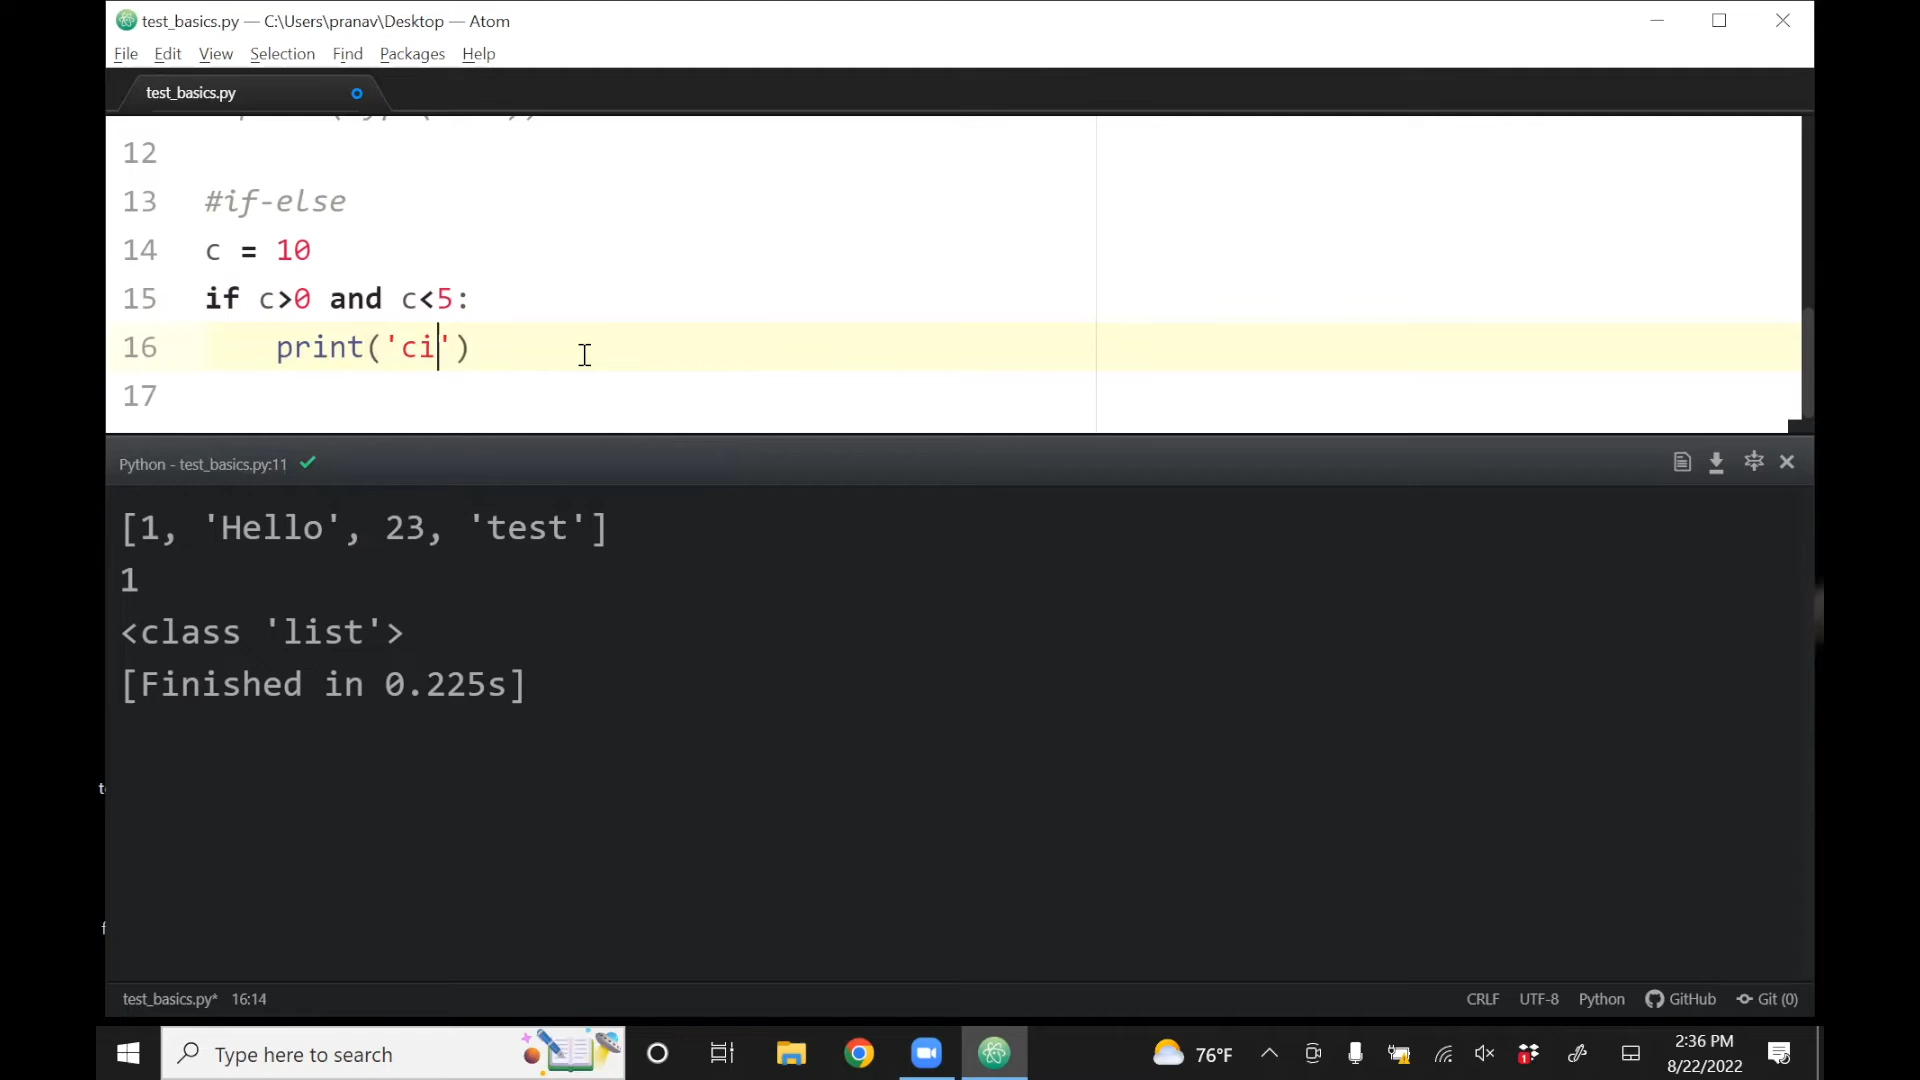 test_basics.py — C:\Users\pranav\Desktop — Atom
File Edit View Selection Find Packages Help
test_basics.py
12
13 #if-else
14 c = 10
15 if c>0 and c<5:
16 print('ci')
17
Python - test_basics.py:11
[1, 'Hello', 23, 'test']
1
<class 'list'>
[Finished in 0.225s]
test_basics.py* 16:14 CRLF UTF-8 Python GitHub Git (0)
Type here to search 76°F 1 2:36 PM
8/22/2022